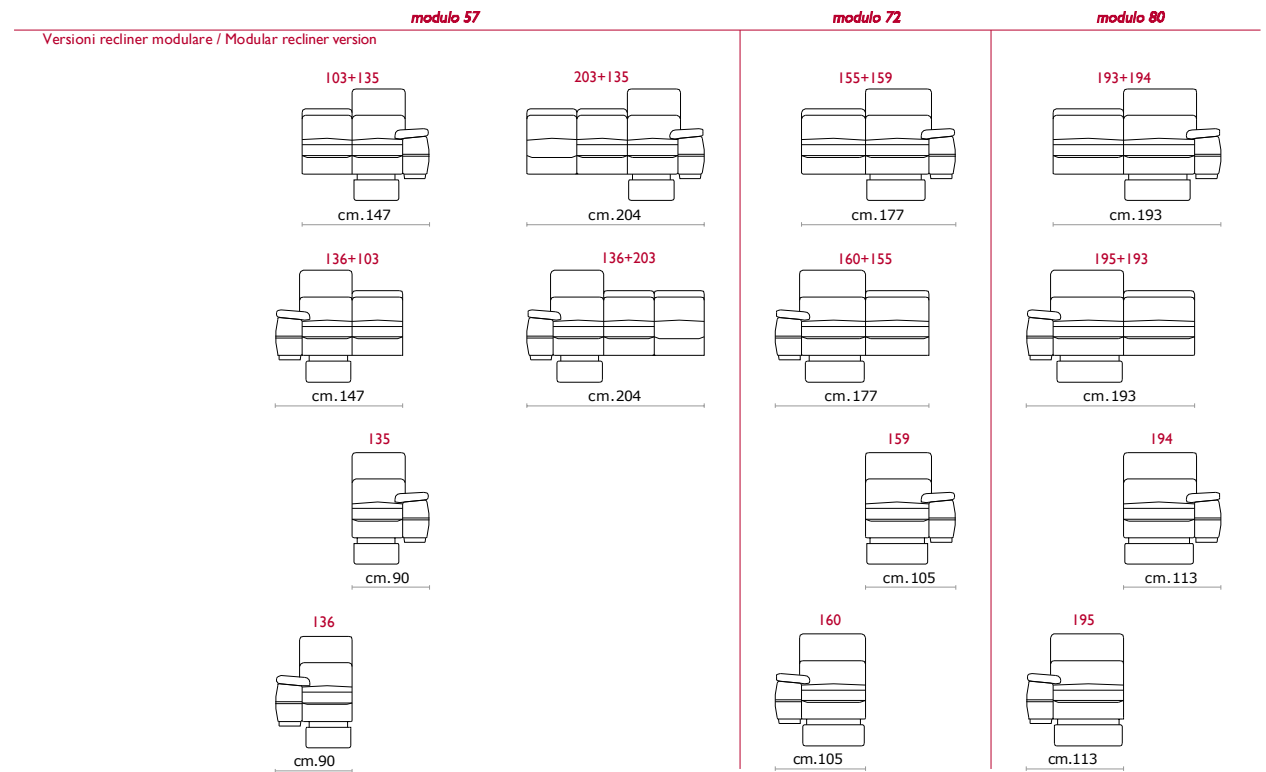 modulo 57 modulo 72 modulo 80
Versioni recliner modulare / Modular recliner version
103+135 203+135 155+159 193+194
cm.147 cm.204 cm.177 cm.193
136+103 136+203 160+155 195+193
cm.147 cm.204 cm.177 cm.193
135 159 194
cm.90 cm.105 cm.113
136 160 195
cm.90 cm.105 cm.113